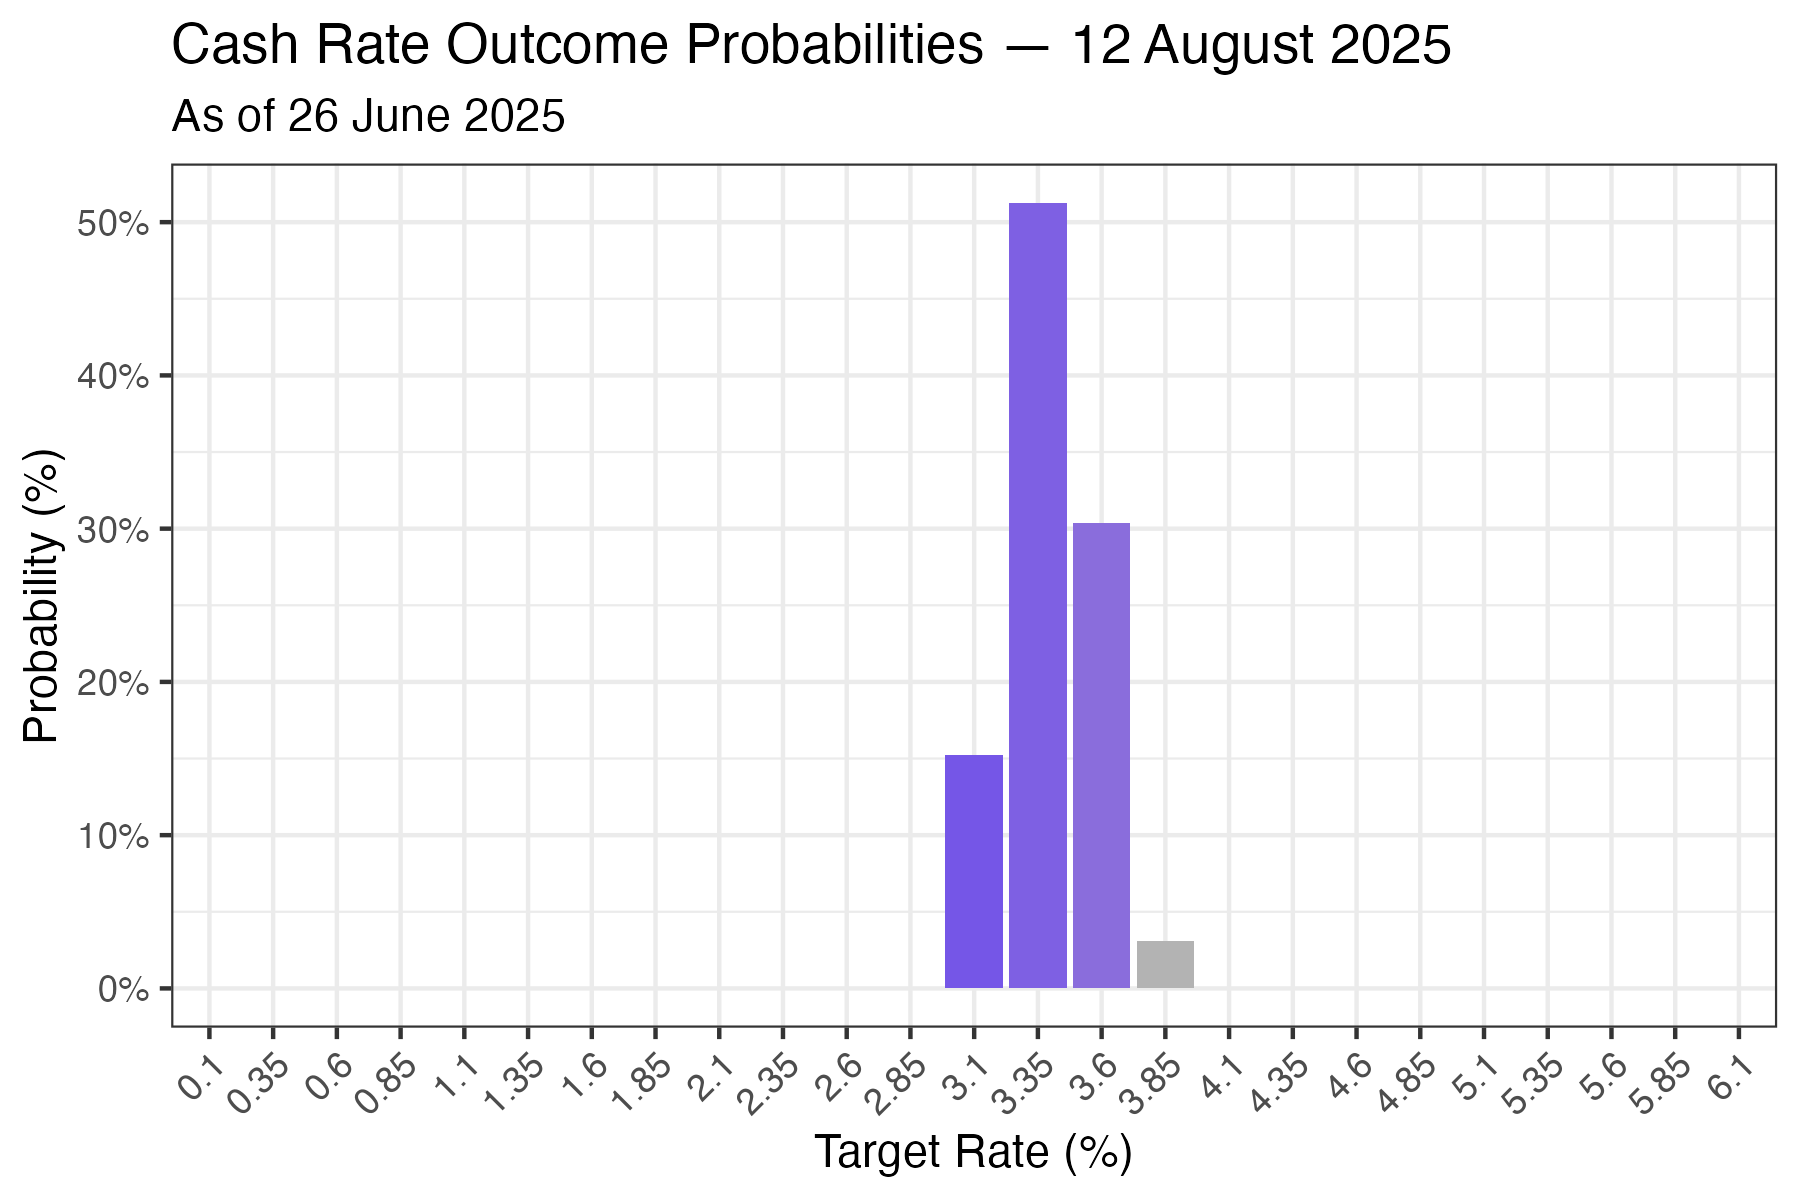 Cash Rate Outcome Probabilities — 12 August 2025
As of 26 June 2025
Probability (%)
50%
40%
30%
20%
10%
0%
0.1 0.35 0.6 0.85 1.1 1.35 1.6 1.85 2.1 2.35 2.6 2.85 3.1 3.35 3.6 3.85 4.1 4.35 4.6 4.85 5.1 5.35 5.6 5.85 6.1
Target Rate (%)